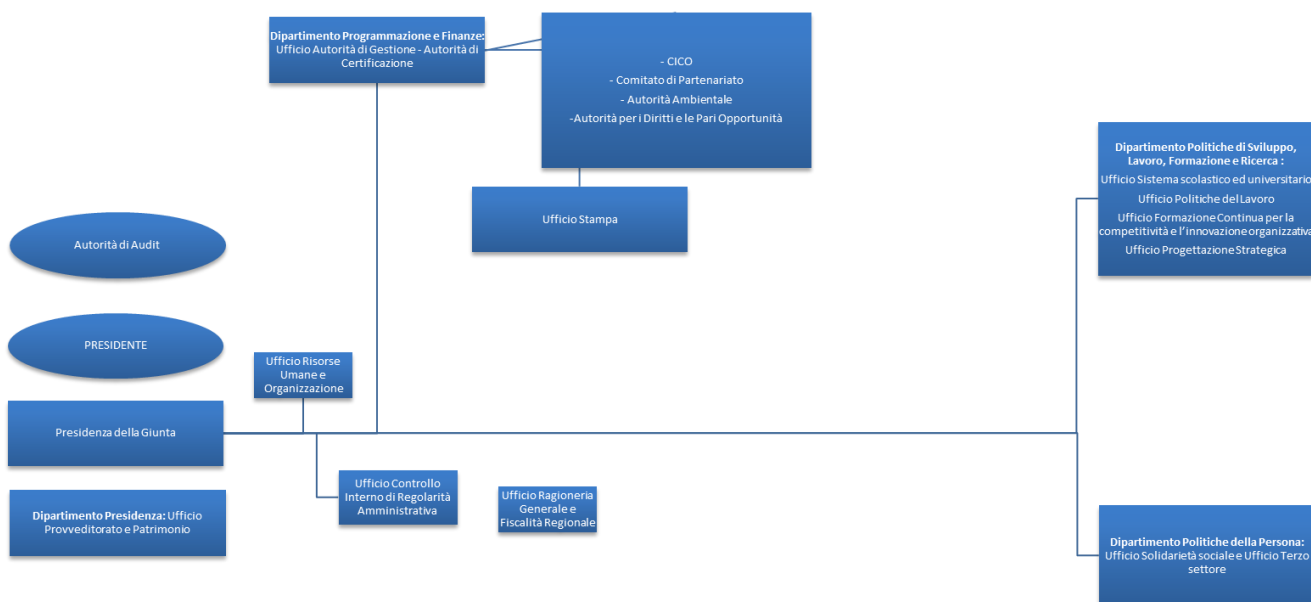 Dipartimento Programmazione e Finanze:
Ufficio Autorità di Gestione - Autorità di
Certificazione
- CICO
- Comitato di Partenariato
- Autorità Ambientale
-Autorità per i Diritti e le Pari Opportunità
Dipartimento Politiche di Sviluppo,
Lavoro, Formazione e Ricerca :
Ufficio Sistema scolastico ed universitario
Ufficio Politiche del Lavoro
Ufficio Formazione Continua per la
competitività e l'innovazione organizzativa
Ufficio Progettazione Strategica
Ufficio Stampa
Autorità di Audit
PRESIDENTE
Ufficio Risorse
Umane e
Organizzazione
Presidenza della Giunta
Ufficio Controllo
Interno di Regolarità
Amministrativa
Ufficio Ragioneria
Generale e
Fiscalità Regionale
Dipartimento Presidenza: Ufficio
Provveditorato e Patrimonio
Dipartimento Politiche della Persona:
Ufficio Solidarietà sociale e Ufficio Terzo
settore